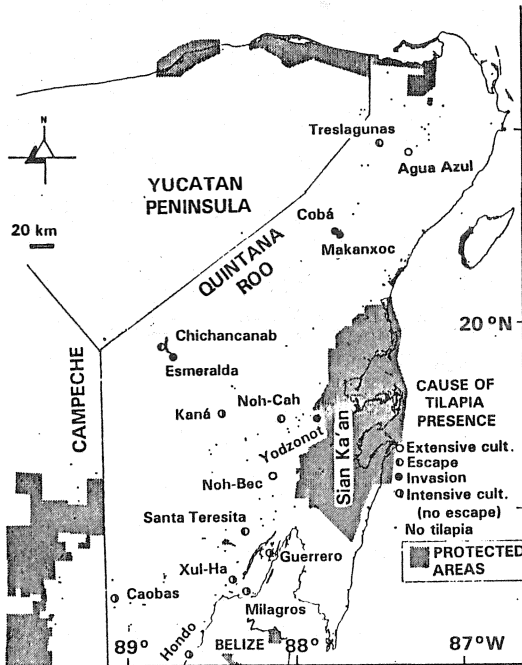 N
Treslagunas
Agua Azul
YUCATAN
PENINSULA
20 km
Cobá
Makanxoc
QUINTANA
ROO
20°N
Chichancanab
Esmeralda
CAMPECHE
CAUSE OF
TILAPIA
PRESENCE
Extensive cult.
Escape
Invasion
Intensive cult.
(no escape)
No tilapia
PROTECTED
AREAS
Kaná
Noh-Cah
Yodzonot
Sian Ka'an
Noh-Bec
Santa Teresita
Guerrero
Xul-Ha
Caobas
Milagros
Hondo
BELIZE
89° 88° 87°W